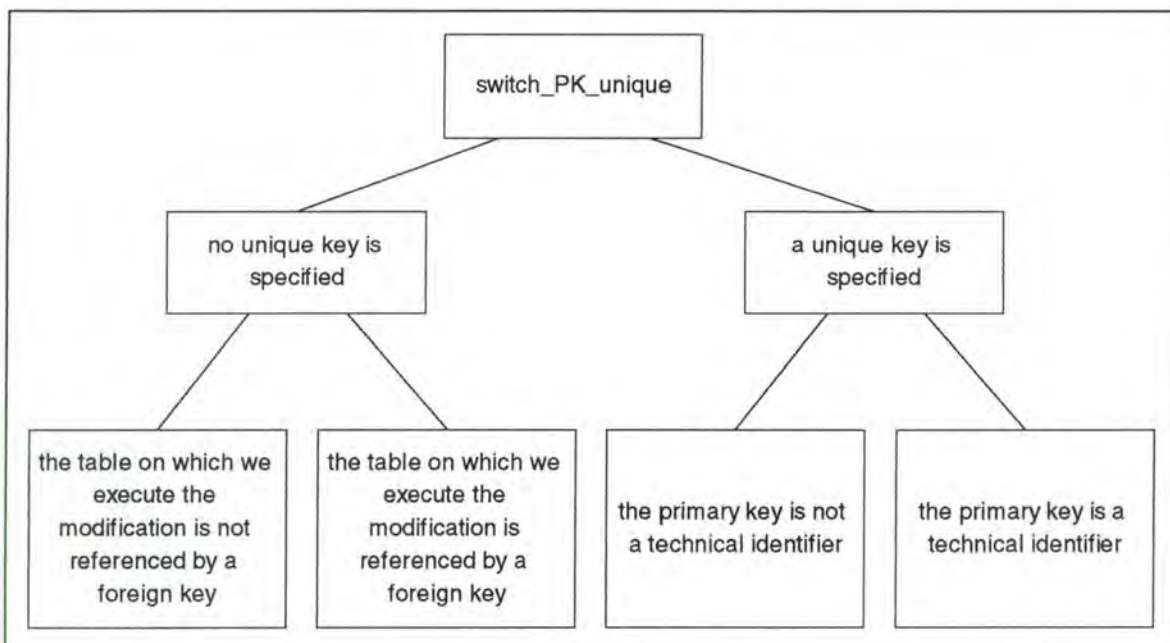 switch_PK_unique
no unique key is
specified
a unique key is
specified
the table on which we
execute the
modification is not
referenced by a
foreign key
the table on which we
execute the
modification is
referenced by a
foreign key
the primary key is not
a technical identifier
the primary key is a
technical identifier